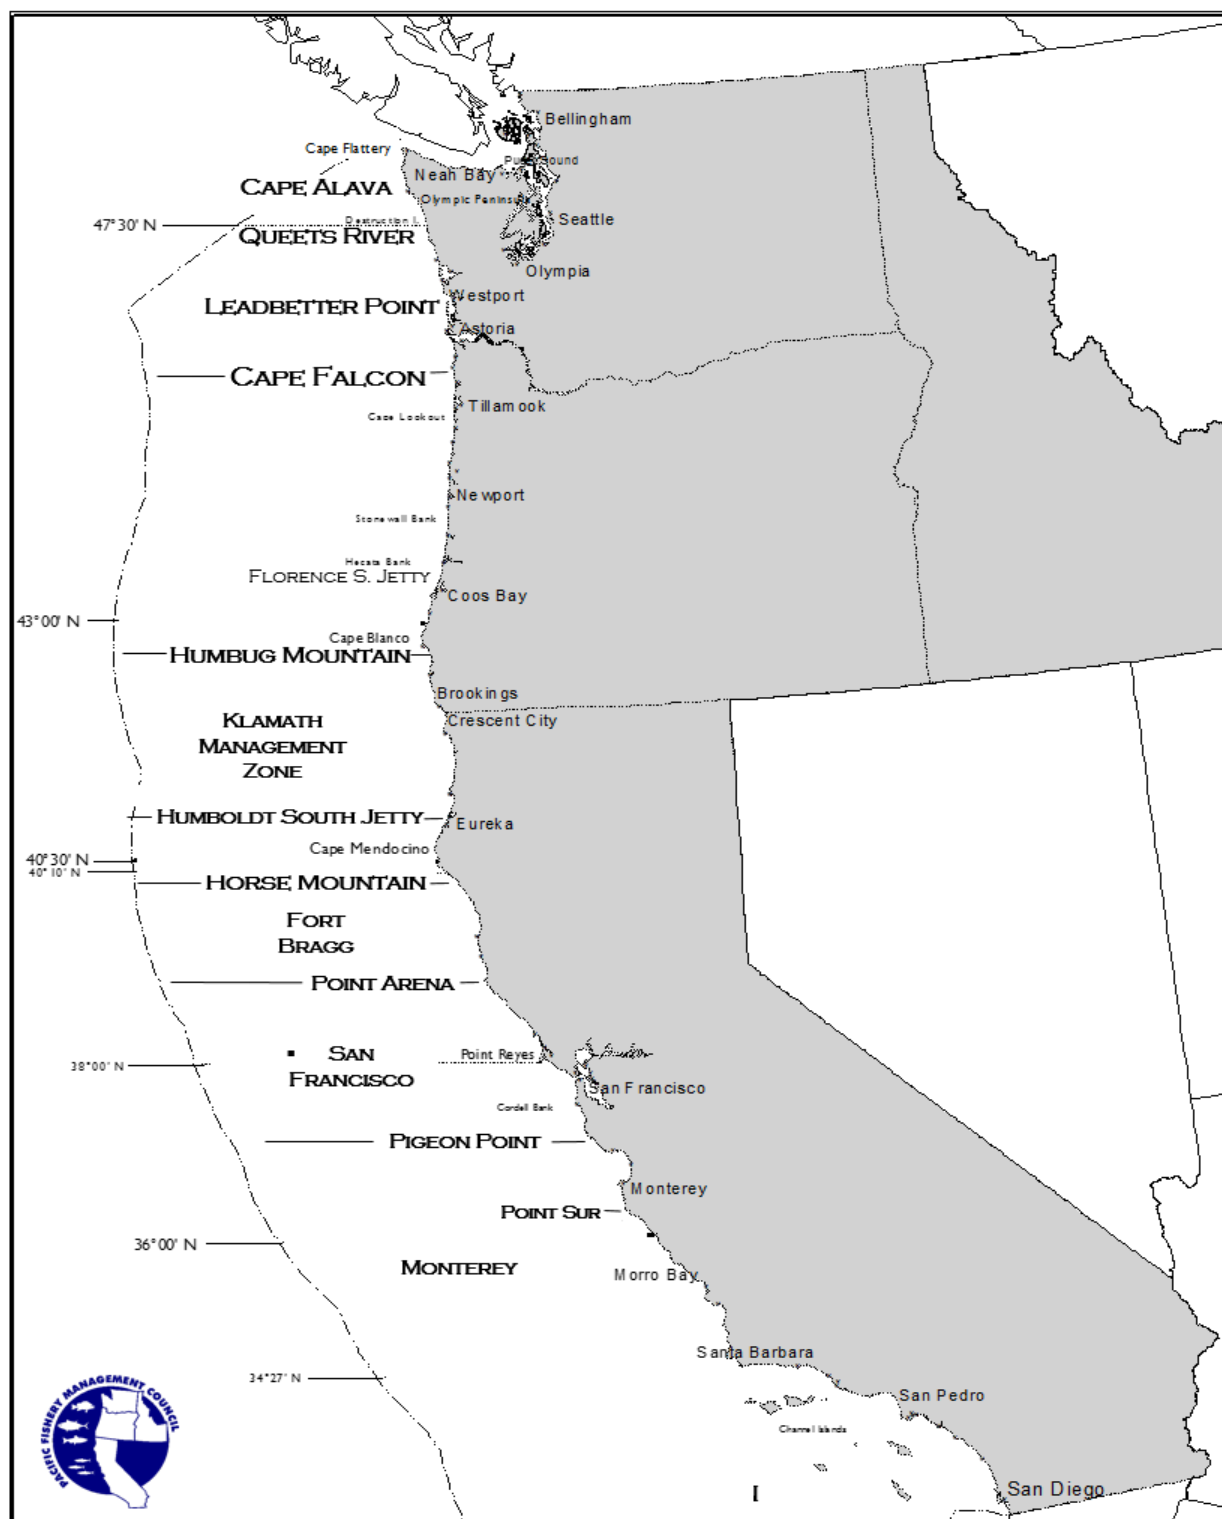 Bellingham
Cape Flattery
Puget Sound
Neah Bay
CAPE ALAVA
Olympic Peninsula
Destruction I.
Seattle
47°30' N
QUEETS RIVER
Olympia
Westport
LEADBETTER POINT
Astoria
CAPE FALCON
Tillamook
Cape Lookout
Newport
Stonewall Bank
Hecata Bank
FLORENCE S. JETTY
Coos Bay
43°00' N
Cape Blanco
HUMBUG MOUNTAIN
Brookings
Crescent City
KLAMATH
MANAGEMENT
ZONE
HUMBOLDT SOUTH JETTY
Eureka
Cape Mendocino
40°30' N
40°10' N
HORSE MOUNTAIN
FORT
BRAGG
POINT ARENA
SAN
FRANCISCO
Point Reyes
38°00' N
San Francisco
Cordell Bank
PIGEON POINT
Monterey
POINT SUR
36°00' N
MONTEREY
Morro Bay
Santa Barbara
34°27' N
San Pedro
Channel Islands
San Diego
I
PACIFIC FISHERY MANAGEMENT COUNCIL